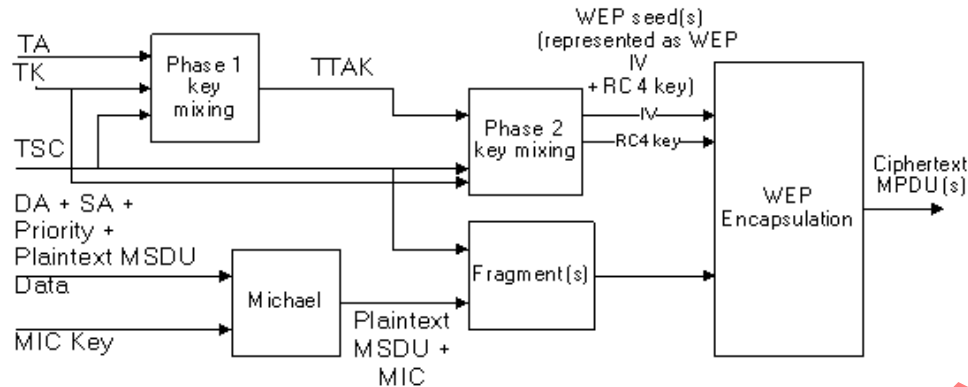 TA
TK
TSC
Phase 1
key
mixing
TTAK
WEP seed(s)
(represented as WEP
IV
+ RC4 key)
IV
RC4 key
Phase 2
key mixing
WEP
Encapsulation
Ciphertext
MPDU(s)
DA + SA +
Priority +
Plaintext MSDU
Data
MIC Key
Michael
Plaintext
MSDU +
MIC
Fragment(s)